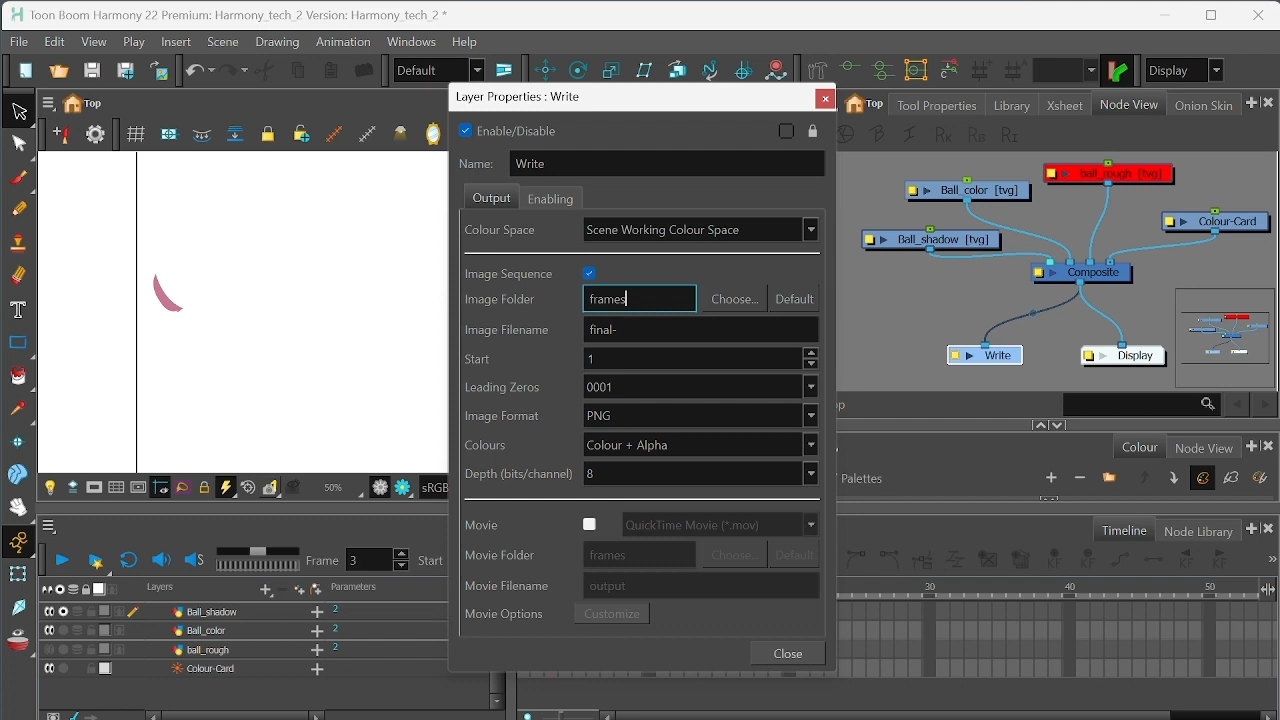 Toon Boom Harmony 22 Premium: Harmony_tech_2 Version: Harmony_tech_2 *
File Edit View Play Insert Scene Drawing Animation Windows Help
Default
Display
Layer Properties : Write
Top
Top Tool Properties Library Xsheet Node View Onion Skin
Enable/Disable
Name: Write
Output Enabling
Colour Space Scene Working Colour Space
Image Sequence
Image Folder frames Choose... Default
Image Filename final-
Start 1
Leading Zeros 0001
Image Format PNG
Colours Colour + Alpha
Depth (bits/channel) 8
Movie QuickTime Movie (*.mov)
Movie Folder frames Choose... Default
Movie Filename output
Movie Options Customize
Close
Ball_rough [tvg]
Ball_color [tvg]
Colour-Card
Ball_shadow [tvg]
Composite
Write
Display
op
Colour Node View
Palettes
50% sRGB
Timeline Node Library
Frame 3 Start
Layers Parameters
30 40 50
Ball_shadow 2
Ball_color 2
ball_rough 2
Colour-Card